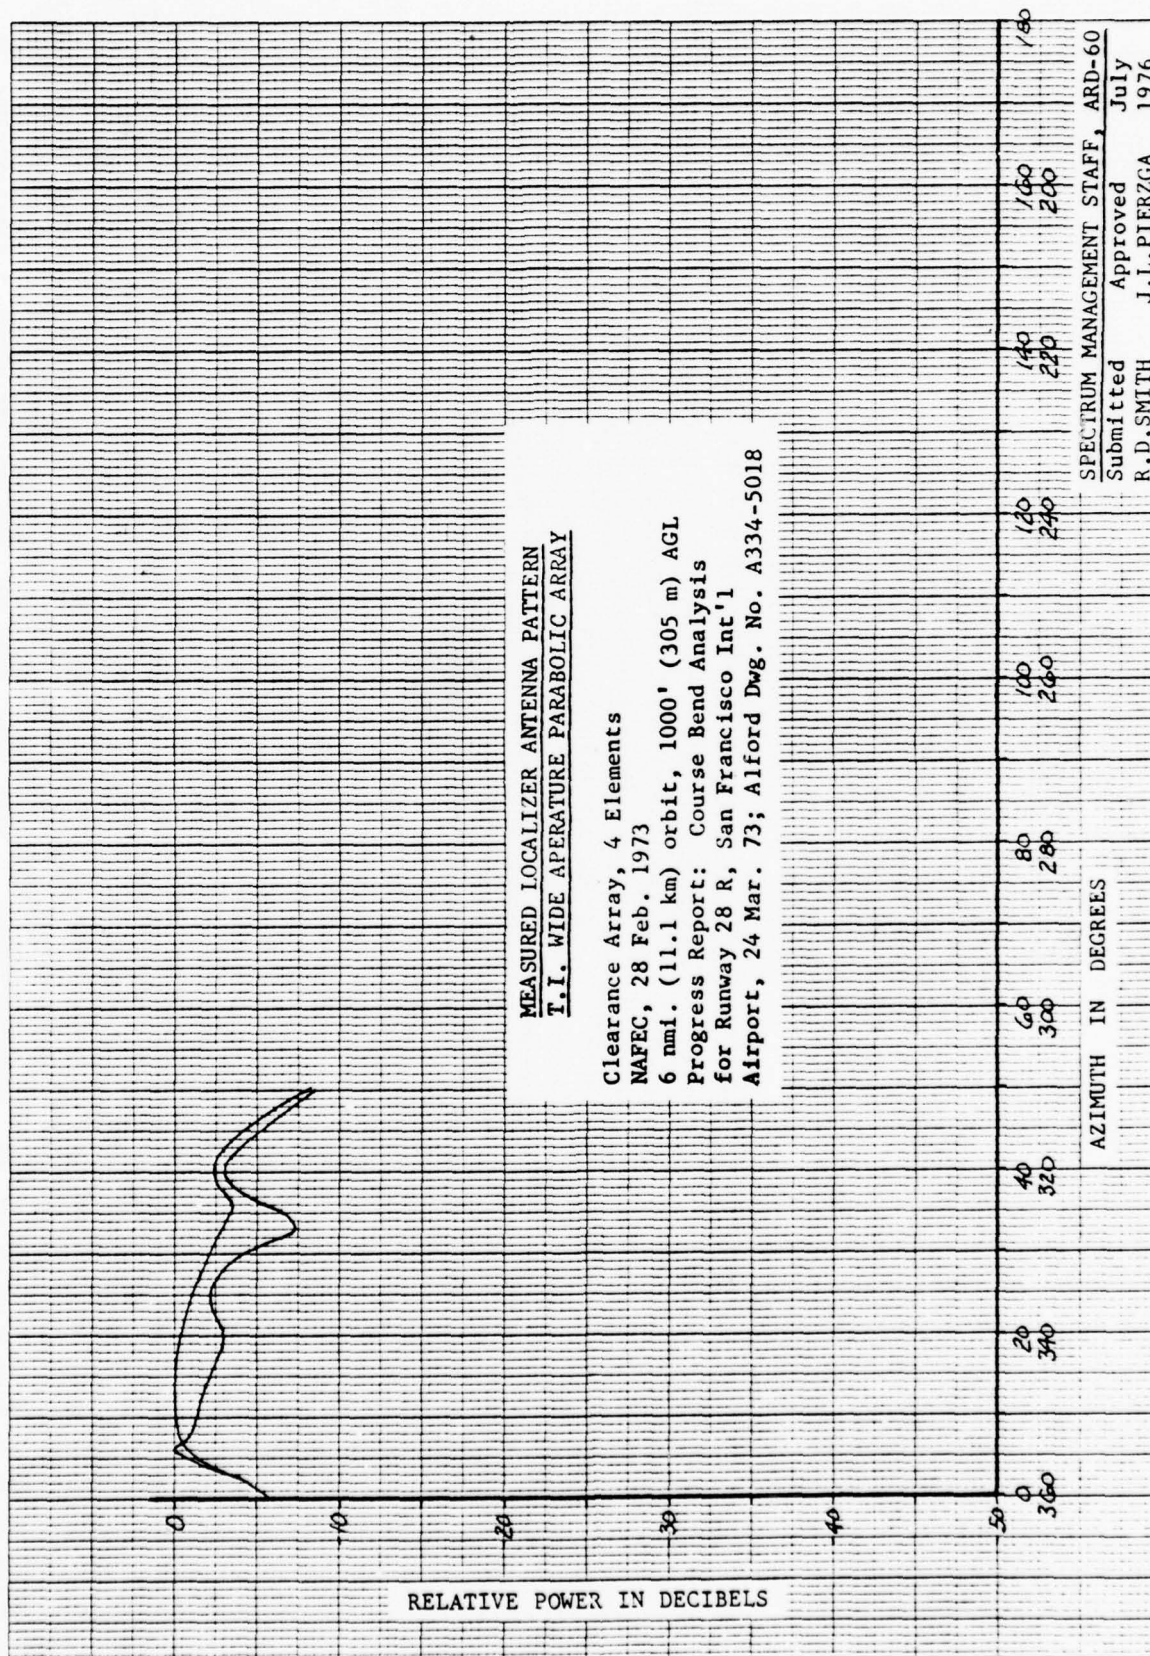 MEASURED LOCALIZER ANTENNA PATTERN
T.I. WIDE APERATURE PARABOLIC ARRAY
Clearance Array, 4 Elements
NAFEC, 28 Feb. 1973
6 nmi. (11.1 km) orbit, 1000' (305 m) AGL
Progress Report: Course Bend Analysis
for Runway 28 R, San Francisco Int'l
Airport, 24 Mar. 73; Alford Dwg. No. A334-5018
RELATIVE POWER IN DECIBELS
0
-10
-20
-30
-40
-50
0 20 40 60 80 100 120 140 160 180
360 340 320 300 280 260 240 220 200
AZIMUTH IN DEGREES
SPECTRUM MANAGEMENT STAFF, ARD-60
Submitted Approved July
R.D.SMITH J.L.PIERZGA 1976